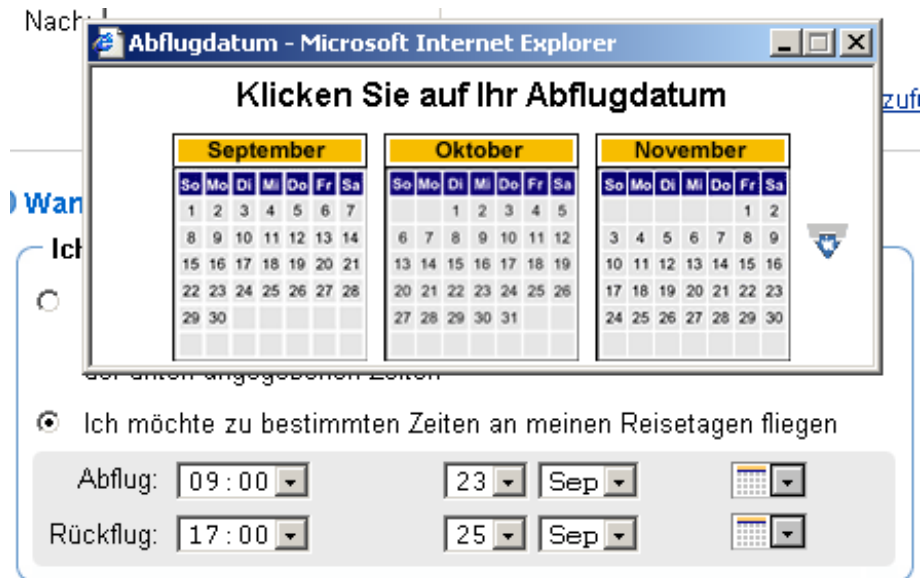 Nach:
Abflugdatum - Microsoft Internet Explorer
Klicken Sie auf Ihr Abflugdatum
September Oktober November
So Mo Di Mi Do Fr Sa So Mo Di Mi Do Fr Sa So Mo Di Mi Do Fr Sa
1 2 3 4 5 6 7 1 2 3 4 5 1 2
8 9 10 11 12 13 14 6 7 8 9 10 11 12 3 4 5 6 7 8 9
15 16 17 18 19 20 21 13 14 15 16 17 18 19 10 11 12 13 14 15 16
22 23 24 25 26 27 28 20 21 22 23 24 25 26 17 18 19 20 21 22 23
29 30 27 28 29 30 31 24 25 26 27 28 29 30
Ich möchte zu bestimmten Zeiten an meinen Reisetagen fliegen
Abflug: 09:00 23 Sep
Rückflug: 17:00 25 Sep